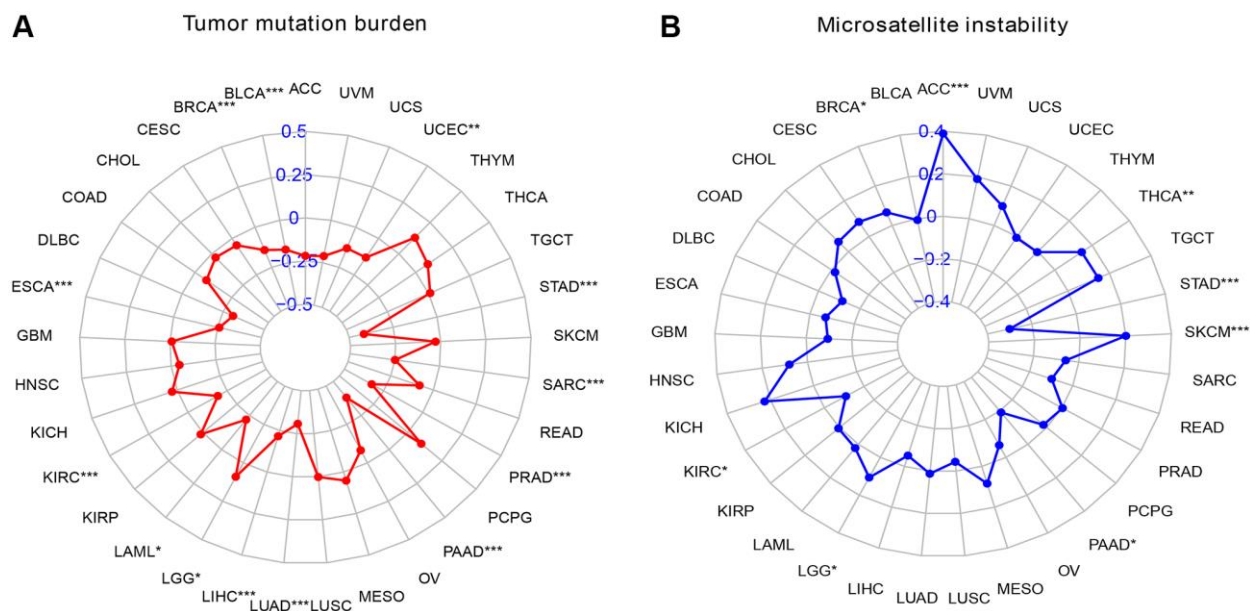 A
Tumor mutation burden
ACC
UVM
UCS
UCEC**
THYM
THCA
TGCT
STAD***
SKCM
SARC***
READ
PRAD***
PCPG
PAAD***
OV
MESO
LUSC
LUAD***
LIHC***
LGG*
LAML*
KIRP
KIRC***
KICH
HNSC
GBM
ESCA***
DLBC
COAD
CHOL
CESC
BRCA***
BLCA***
0.5
0.25
0
−0.25
−0.5
B
Microsatellite instability
ACC***
UVM
UCS
UCEC
THYM
THCA**
TGCT
STAD***
SKCM***
SARC
READ
PRAD
PCPG
PAAD*
OV
MESO
LUSC
LUAD
LIHC
LGG*
LAML
KIRP
KIRC*
KICH
HNSC
GBM
ESCA
DLBC
COAD
CHOL
CESC
BRCA*
BLCA
0.4
0.2
0
−0.2
−0.4